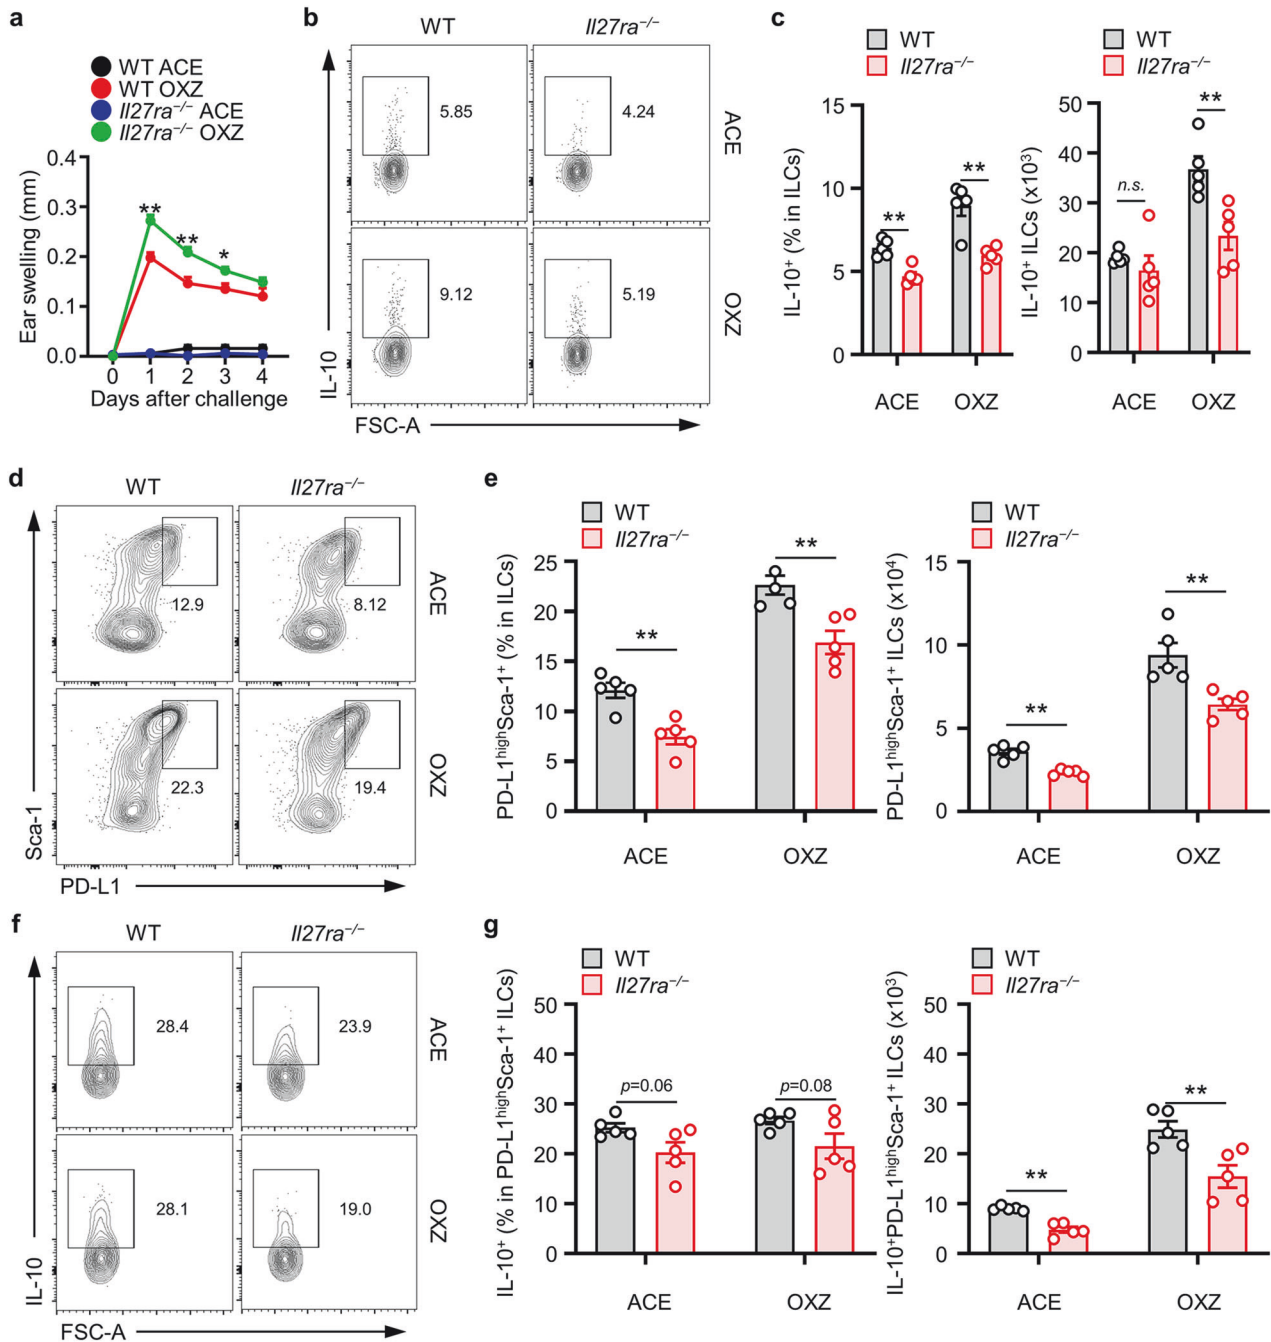 a
WT ACE
WT OXZ
Il27ra⁻/⁻ ACE
Il27ra⁻/⁻ OXZ
Ear swelling (mm)
0.4
0.3
0.2
0.1
0.0
**
**
*
0 1 2 3 4
Days after challenge
b
WT Il27ra⁻/⁻
5.85 4.24
ACE
9.12 5.19
OXZ
IL-10
FSC-A
c
WT
Il27ra⁻/⁻
IL-10⁺ (% in ILCs)
15
10
5
0
**
**
ACE OXZ
WT
Il27ra⁻/⁻
IL-10⁺ ILCs (x10³)
50
40
30
20
10
0
n.s.
**
ACE OXZ
d
WT Il27ra⁻/⁻
12.9 8.12
ACE
22.3 19.4
OXZ
Sca-1
PD-L1
e
WT
Il27ra⁻/⁻
PD-L1ʰⁱᵍʰSca-1⁺ (% in ILCs)
25
20
15
10
5
0
**
**
ACE OXZ
WT
Il27ra⁻/⁻
PD-L1ʰⁱᵍʰSca-1⁺ ILCs (x10⁴)
15
10
5
0
**
**
ACE OXZ
f
WT Il27ra⁻/⁻
28.4 23.9
ACE
28.1 19.0
OXZ
IL-10
FSC-A
g
WT
Il27ra⁻/⁻
IL-10⁺ (% in PD-L1ʰⁱᵍʰSca-1⁺ ILCs)
50
40
30
20
10
0
p=0.06
p=0.08
ACE OXZ
WT
Il27ra⁻/⁻
IL-10⁺PD-L1ʰⁱᵍʰSca-1⁺ ILCs (x10³)
50
40
30
20
10
0
**
**
ACE OXZ